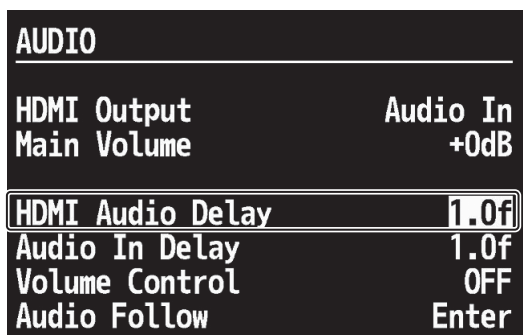 AUDIO
HDMI Output Audio In
Main Volume +0dB
HDMI Audio Delay 1.0f
Audio In Delay 1.0f
Volume Control OFF
Audio Follow Enter